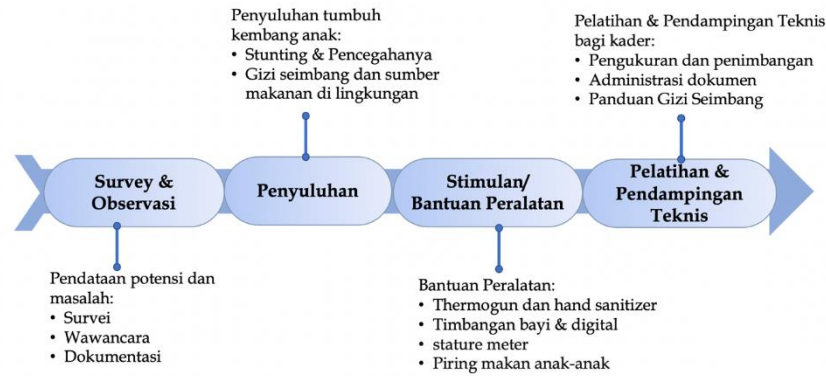 Penyuluhan tumbuh
kembang anak:
• Stunting & Pencegahanya
• Gizi seimbang dan sumber
makanan di lingkungan
Pelatihan & Pendampingan Teknis
bagi kader:
• Pengukuran dan penimbangan
• Administrasi dokumen
• Panduan Gizi Seimbang
Survey &
Observasi
Penyuluhan
Stimulan/
Bantuan Peralatan
Pelatihan &
Pendampingan
Teknis
Pendataan potensi dan
masalah:
• Survei
• Wawancara
• Dokumentasi
Bantuan Peralatan:
• Thermogun dan hand sanitizer
• Timbangan bayi & digital
• stature meter
• Piring makan anak-anak